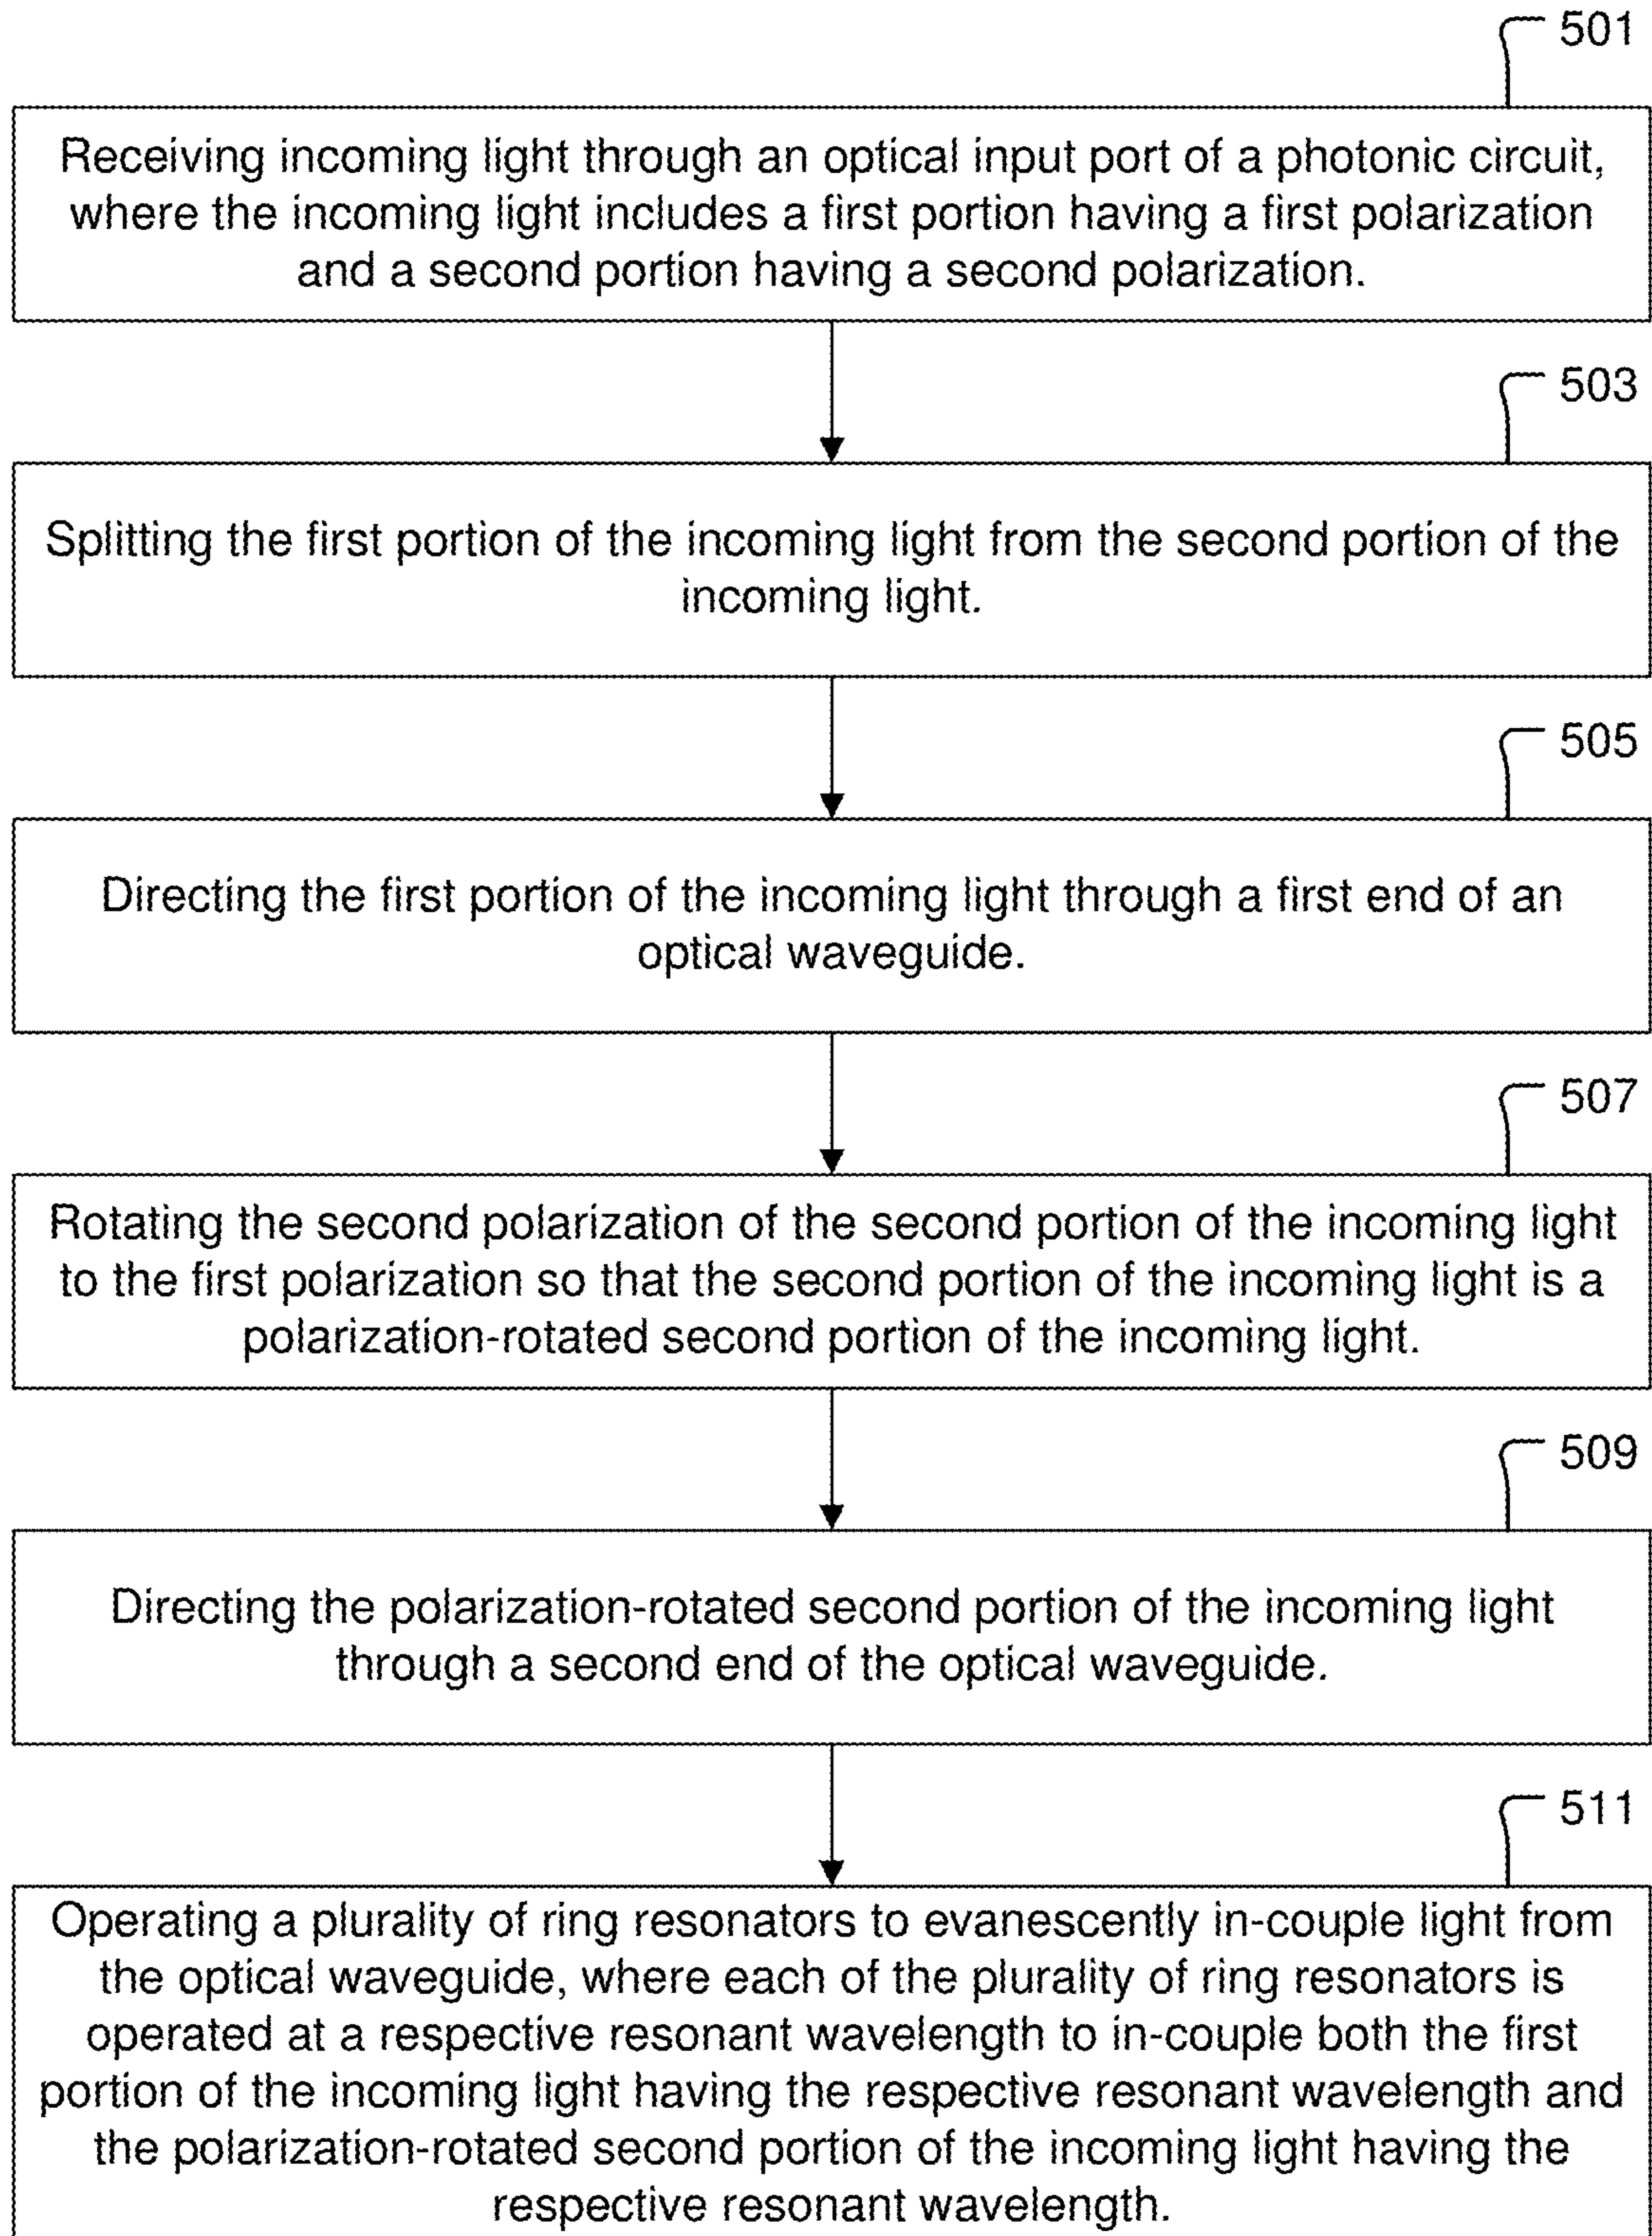 501
Receiving incoming light through an optical input port of a photonic circuit,
where the incoming light includes a first portion having a first polarization
and a second portion having a second polarization.
503
Splitting the first portion of the incoming light from the second portion of the
incoming light.
505
Directing the first portion of the incoming light through a first end of an
optical waveguide.
507
Rotating the second polarization of the second portion of the incoming light
to the first polarization so that the second portion of the incoming light is a
polarization-rotated second portion of the incoming light.
509
Directing the polarization-rotated second portion of the incoming light
through a second end of the optical waveguide.
511
Operating a plurality of ring resonators to evanescently in-couple light from
the optical waveguide, where each of the plurality of ring resonators is
operated at a respective resonant wavelength to in-couple both the first
portion of the incoming light having the respective resonant wavelength and
the polarization-rotated second portion of the incoming light having the
respective resonant wavelength.